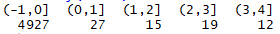 (-1,0] (0,1] (1,2] (2,3] (3,4]
4927 27 15 19 12